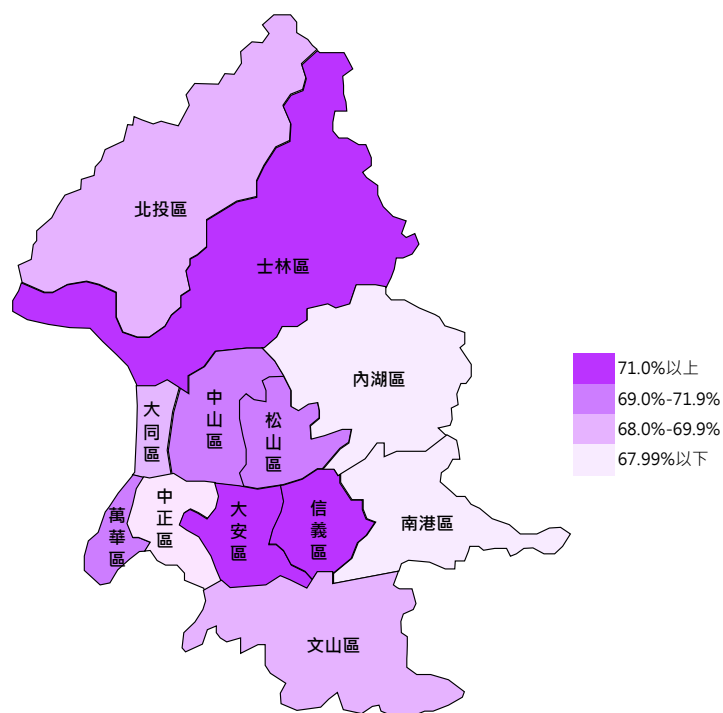 北投區
士林區
內湖區
大同區
中山區
松山區
萬華區
中正區
大安區
信義區
南港區
文山區
71.0%以上
69.0%-71.9%
68.0%-69.9%
67.99%以下